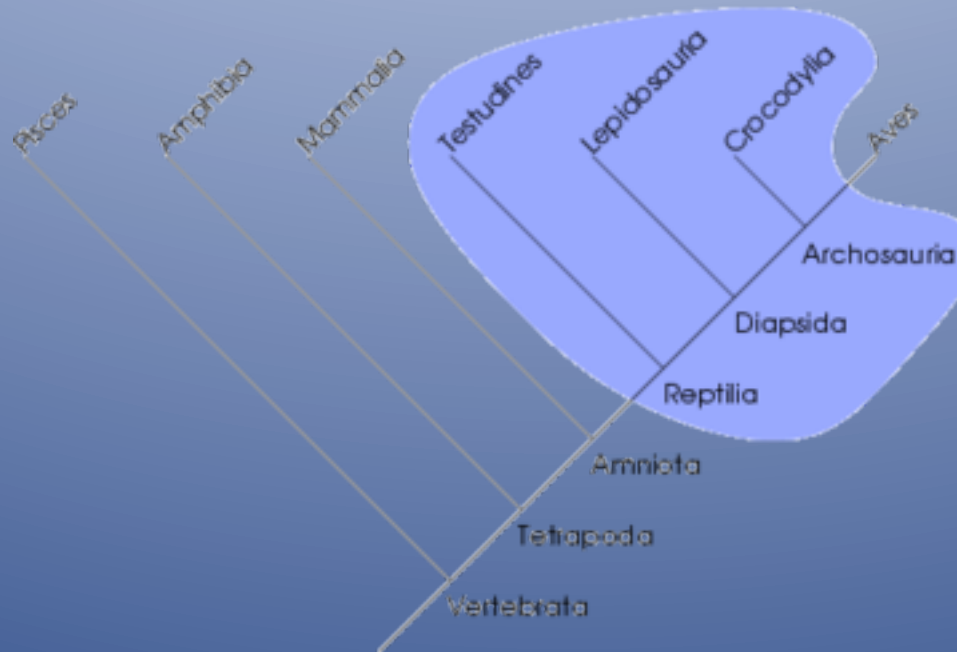 Pisces
Amphibia
Mammalia
Testudines
Lepidosauria
Crocodylia
Aves
Archosauria
Diapsida
Reptilia
Amniota
Tetrapoda
Vertebrata